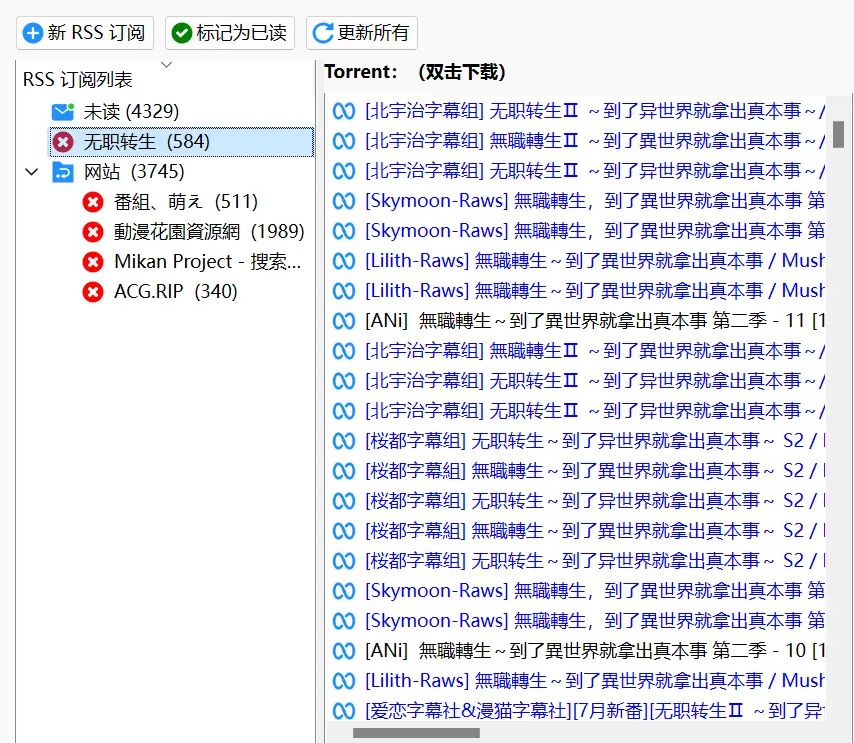 新 RSS 订阅 标记为已读 更新所有
RSS 订阅列表
未读 (4329)
无职转生 (584)
网站 (3745)
番組、萌え (511)
動漫花園資源網 (1989)
Mikan Project - 搜索...
ACG.RIP (340)
Torrent: (双击下载)
[北宇治字幕组] 无职转生Ⅱ ~到了异世界就拿出真本事~/
[北宇治字幕组] 無職轉生Ⅱ ~到了異世界就拿出真本事~/
[北宇治字幕组] 无职转生Ⅱ ~到了异世界就拿出真本事~/
[Skymoon-Raws] 無職轉生，到了異世界就拿出真本事 第
[Skymoon-Raws] 無職轉生，到了異世界就拿出真本事 第
[Lilith-Raws] 無職轉生~到了異世界就拿出真本事 / Mush
[Lilith-Raws] 無職轉生~到了異世界就拿出真本事 / Mush
[ANi] 無職轉生~到了異世界就拿出真本事 第二季 - 11 [1
[北宇治字幕组] 無職轉生Ⅱ ~到了異世界就拿出真本事~/
[北宇治字幕组] 无职转生Ⅱ ~到了异世界就拿出真本事~/
[北宇治字幕组] 无职转生Ⅱ ~到了异世界就拿出真本事~/
[桜都字幕组] 无职转生~到了异世界就拿出真本事~ S2 /
[桜都字幕组] 無職轉生~到了異世界就拿出真本事~ S2 /
[桜都字幕组] 无职转生~到了异世界就拿出真本事~ S2 /
[桜都字幕組] 無職轉生~到了異世界就拿出真本事~ S2 /
[桜都字幕组] 无职转生~到了异世界就拿出真本事~ S2 /
[Skymoon-Raws] 無職轉生，到了異世界就拿出真本事 第
[Skymoon-Raws] 無職轉生，到了異世界就拿出真本事 第
[ANi] 無職轉生~到了異世界就拿出真本事 第二季 - 10 [1
[Lilith-Raws] 無職轉生~到了異世界就拿出真本事 / Mush
[爱恋字幕社&漫猫字幕社][7月新番][无职转生Ⅱ ~到了异